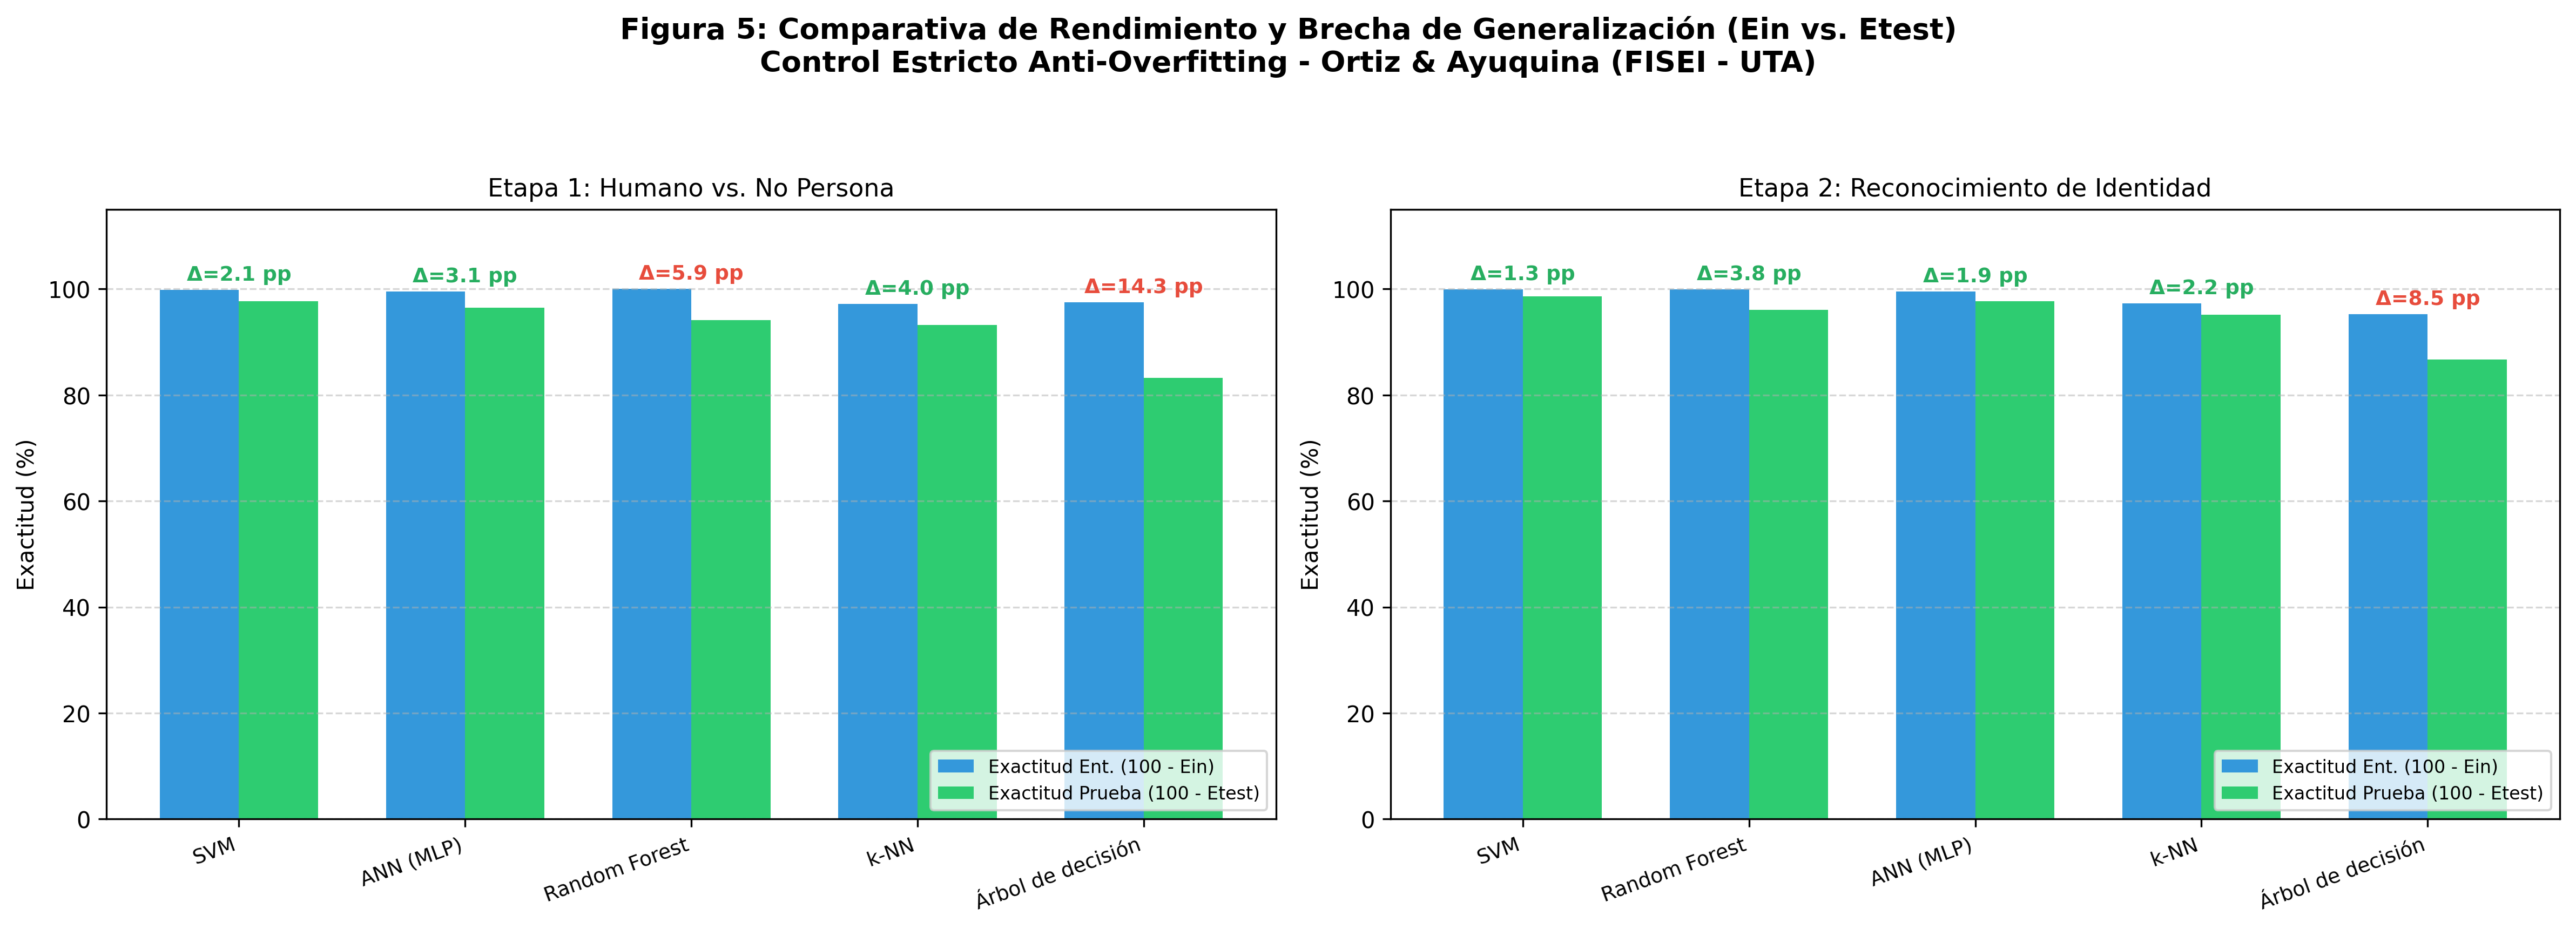 Figura 5: Comparativa de Rendimiento y Brecha de Generalización (Ein vs. Etest)
Control Estricto Anti-Overfitting - Ortiz & Ayuquina (FISEI - UTA)
Etapa 1: Humano vs. No Persona
Exactitud (%)
100
80
60
40
20
0
Δ=2.1 pp
Δ=3.1 pp
Δ=5.9 pp
Δ=4.0 pp
Δ=14.3 pp
Exactitud Ent. (100 - Ein)
Exactitud Prueba (100 - Etest)
SVM
ANN (MLP)
Random Forest
k-NN
Árbol de decisión
Etapa 2: Reconocimiento de Identidad
Exactitud (%)
100
80
60
40
20
0
Δ=1.3 pp
Δ=3.8 pp
Δ=1.9 pp
Δ=2.2 pp
Δ=8.5 pp
Exactitud Ent. (100 - Ein)
Exactitud Prueba (100 - Etest)
SVM
Random Forest
ANN (MLP)
k-NN
Árbol de decisión